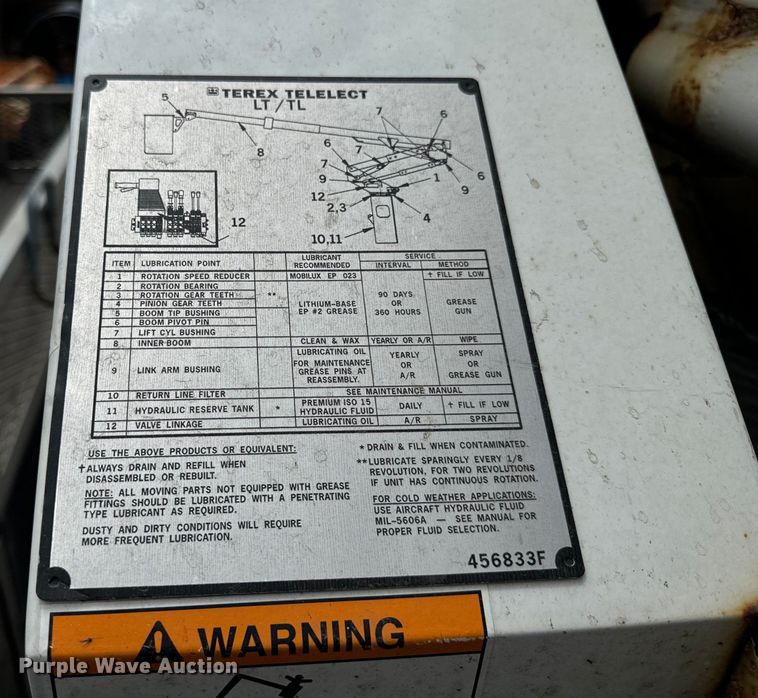 TEREX TELELECT
LT / TL
5
8
7
6
7
7
9
12
2,3
1
6
9
4
10,11
12
ITEM LUBRICATION POINT LUBRICANT RECOMMENDED SERVICE INTERVAL METHOD
1 ROTATION SPEED REDUCER MOBILUX EP 023 † FILL IF LOW
2 ROTATION BEARING
3 ROTATION GEAR TEETH **
4 PINION GEAR TEETH
5 BOOM TIP BUSHING
6 BOOM PIVOT PIN
7 LIFT CYL BUSHING
LITHIUM-BASE
EP #2 GREASE
90 DAYS
OR
360 HOURS
GREASE
GUN
8 INNER BOOM CLEAN & WAX YEARLY OR A/R WIPE
9 LINK ARM BUSHING
LUBRICATING OIL
FOR MAINTENANCE
GREASE PINS AT
REASSEMBLY.
YEARLY
OR
A/R
SPRAY
OR
GREASE GUN
10 RETURN LINE FILTER SEE MAINTENANCE MANUAL
11 HYDRAULIC RESERVE TANK * PREMIUM ISO 15
HYDRAULIC FLUID DAILY † FILL IF LOW
12 VALVE LINKAGE LUBRICATING OIL A/R SPRAY
USE THE ABOVE PRODUCTS OR EQUIVALENT:
†ALWAYS DRAIN AND REFILL WHEN
DISASSEMBLED OR REBUILT.
NOTE: ALL MOVING PARTS NOT EQUIPPED WITH GREASE
FITTINGS SHOULD BE LUBRICATED WITH A PENETRATING
TYPE LUBRICANT AS REQUIRED.
DUSTY AND DIRTY CONDITIONS WILL REQUIRE
MORE FREQUENT LUBRICATION.
* DRAIN & FILL WHEN CONTAMINATED.
**LUBRICATE SPARINGLY EVERY 1/8
REVOLUTION, FOR TWO REVOLUTIONS
IF UNIT HAS CONTINUOUS ROTATION.
FOR COLD WEATHER APPLICATIONS:
USE AIRCRAFT HYDRAULIC FLUID
MIL-5606A — SEE MANUAL FOR
PROPER FLUID SELECTION.
456833F
WARNING
Purple Wave Auction